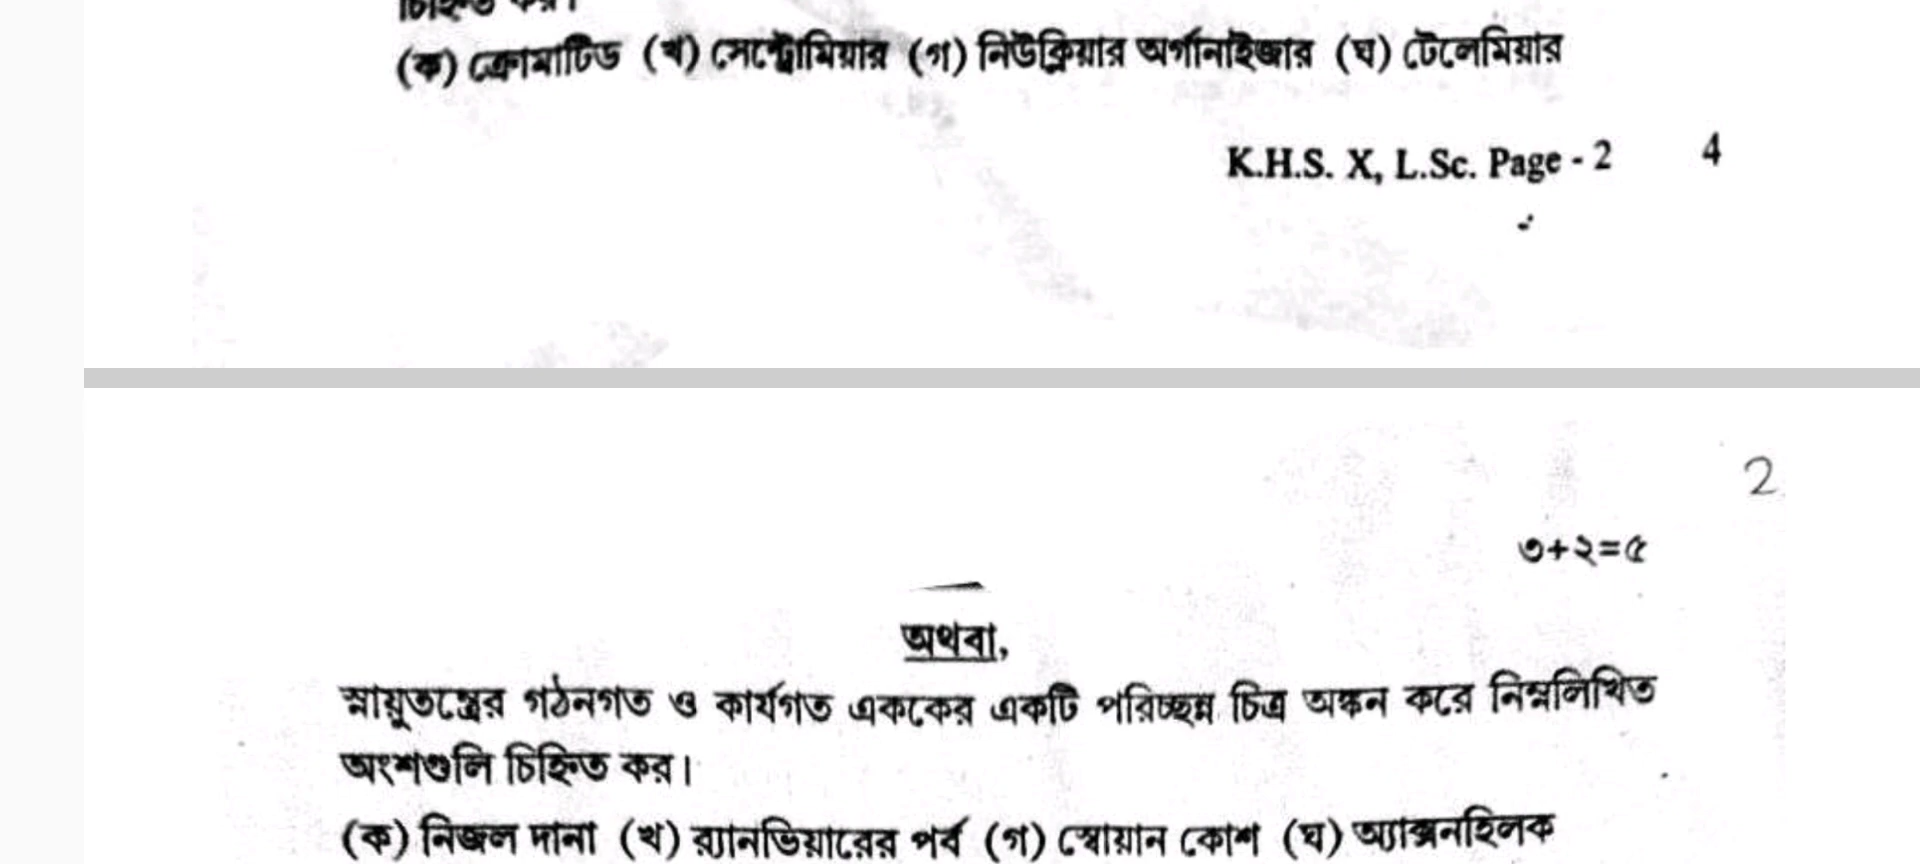 চিহ্নিত কর।
(ক) ক্রোমাটিড (খ) সেন্ট্রোমিয়ার (গ) নিউক্লিয়ার অর্গানাইজার (ঘ) টেলেমিয়ার
K.H.S. X, L.Sc. Page - 2 4
2
৩+২=৫
অথবা,
স্নায়ুতন্ত্রের গঠনগত ও কার্যগত এককের একটি পরিচ্ছন্ন চিত্র অঙ্কন করে নিম্নলিখিত
অংশগুলি চিহ্নিত কর।
(ক) নিজল দানা (খ) র‍্যানভিয়ারের পর্ব (গ) স্বোয়ান কোশ (ঘ) অ্যাক্সনহিলক